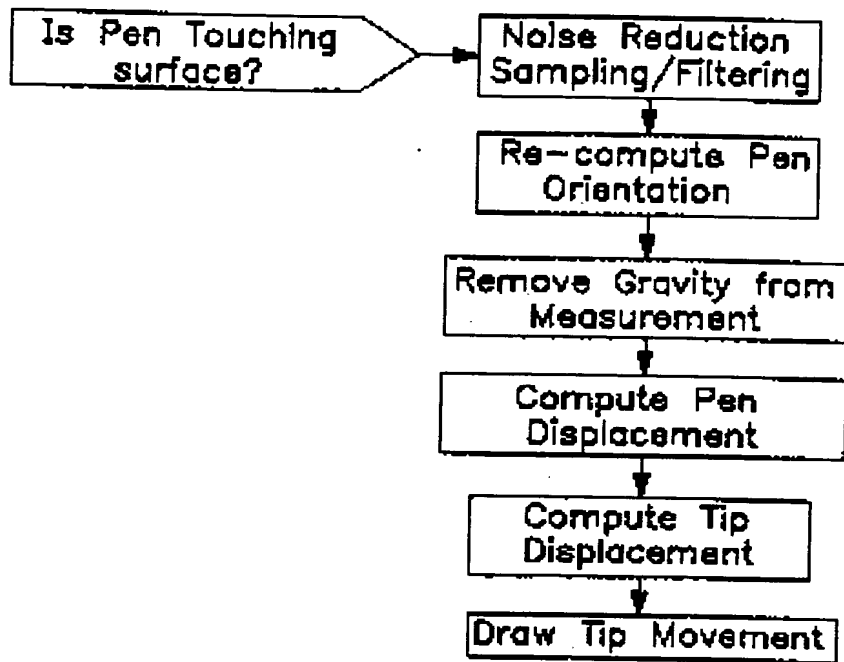 Is Pen Touching
surface?
Noise Reduction
Sampling/Filtering
Re-compute Pen
Orientation
Remove Gravity from
Measurement
Compute Pen
Displacement
Compute Tip
Displacement
Draw Tip Movement